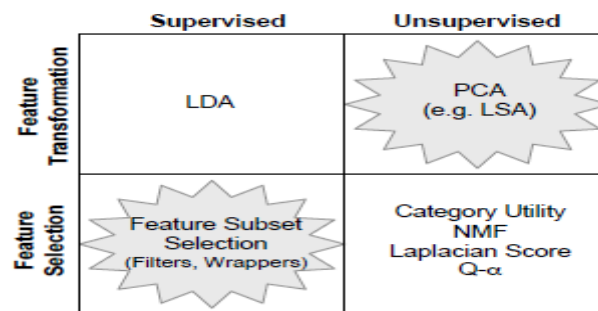 Supervised
Unsupervised
Feature
Transformation
LDA
PCA
(e.g. LSA)
Feature
Selection
Feature Subset
Selection
(Filters, Wrappers)
Category Utility
NMF
Laplacian Score
Q-α